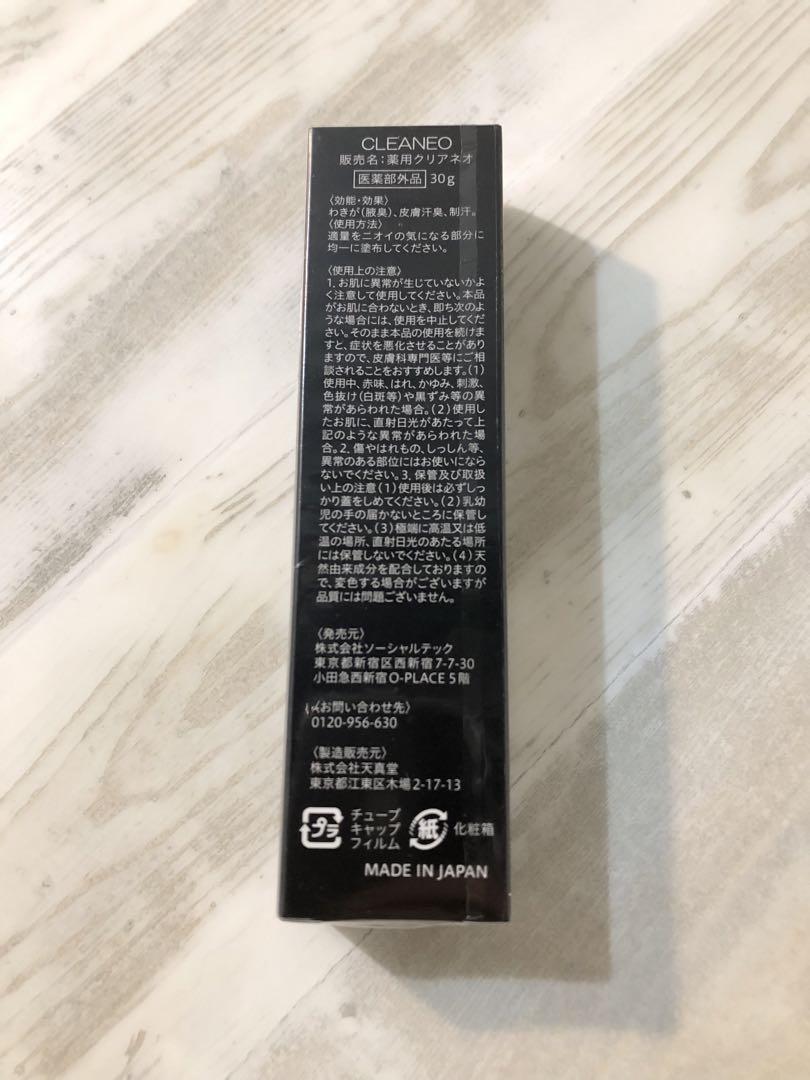 CLEANEO
販売名:薬用クリアネオ
医薬部外品 30g
〈効能・効果〉
わきが(腋臭)、皮膚汗臭、制汗。
〈使用方法〉
適量をニオイの気になる部分に
均一に塗布してください。
〈使用上の注意〉
1. お肌に異常が生じていないかよ
く注意して使用してください。本品
がお肌に合わないとき、即ち次のよ
うな場合には、使用を中止してくだ
さい。そのまま本品の使用を続けま
すと、症状を悪化させることがあり
ますので、皮膚科専門医等にご相
談されることをおすすめします。(1)
使用中、赤味、はれ、かゆみ、刺激、
色抜け(白斑等)や黒ずみ等の異
常があらわれた場合。(2)使用し
たお肌に、直射日光があたって上
記のような異常があらわれた場
合。2. 傷やはれもの、しっしん等、
異常のある部位にはお使いになら
ないでください。3. 保管及び取扱
い上の注意(1)使用後は必ずしっ
かり蓋をしめてください。(2)乳幼
児の手の届かないところに保管し
てください。(3)極端に高温又は低
温の場所、直射日光のあたる場所
には保管しないでください。(4)天
然由来成分を配合しておりますの
で、変色する場合がございますが
品質には問題ございません。
〈発売元〉
株式会社ソーシャルテック
東京都新宿区西新宿7-7-30
小田急西新宿O-PLACE 5階
〈お問い合わせ先〉
0120-956-630
〈製造販売元〉
株式会社天真堂
東京都江東区木場2-17-13
プラ チューブ キャップ フィルム 紙 化粧箱
MADE IN JAPAN